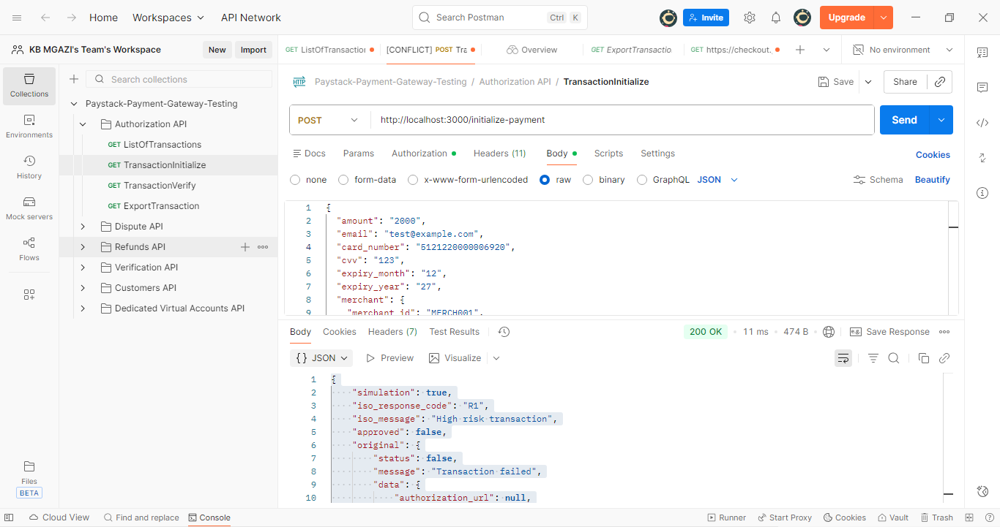 Home Workspaces API Network Search Postman Ctrl K Invite Upgrade
KB MGAZI's Team's Workspace New Import GET ListOfTransaction [CONFLICT] POST Tra Overview GET ExportTransactio https://checkout. No environment
Collections
Environments
History
Mock servers
Flows
Files
BETA
Search collections
Paystack-Payment-Gateway-Testing
Authorization API
GET ListOfTransactions
GET TransactionInitialize
GET TransactionVerify
GET ExportTransaction
Dispute API
Refunds API
Verification API
Customers API
Dedicated Virtual Accounts API
HTTP Paystack-Payment-Gateway-Testing / Authorization API / TransactionInitialize Save Share
POST http://localhost:3000/initialize-payment Send
Docs Params Authorization Headers (11) Body Scripts Settings Cookies
none form-data x-www-form-urlencoded raw binary GraphQL JSON Schema Beautify
1 {
2 "amount": "2000",
3 "email": "test@example.com",
4 "card_number": "5121220000006920",
5 "cvv": "123",
6 "expiry_month": "12",
7 "expiry_year": "27",
8 "merchant": {
9 "merchant_id": "MERCH001",
Body Cookies Headers (7) Test Results 200 OK 11 ms 474 B e.g. Save Response
{} JSON Preview Visualize
1 {
2 "simulation": true,
3 "iso_response_code": "R1",
4 "iso_message": "High risk transaction",
5 "approved": false,
6 "original": {
7 "status": false,
8 "message": "Transaction failed",
9 "data": {
10 "authorization_url": null,
Cloud View Find and replace Console Runner Start Proxy Cookies Vault Trash